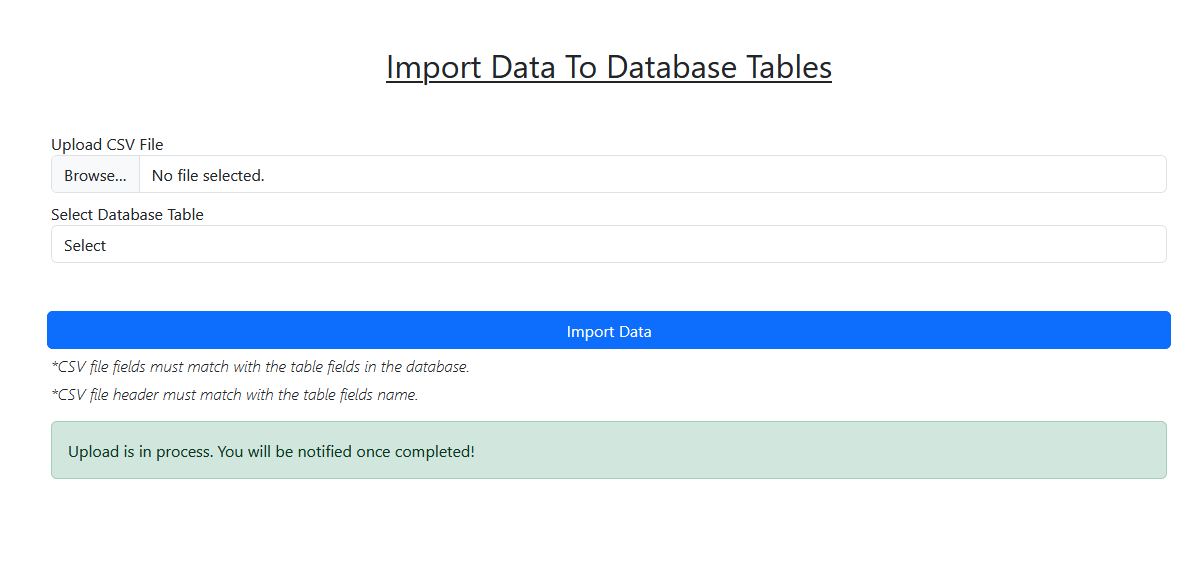 Import Data To Database Tables
Upload CSV File
Browse... No file selected.
Select Database Table
Select
Import Data
*CSV file fields must match with the table fields in the database.
*CSV file header must match with the table fields name.
Upload is in process. You will be notified once completed!